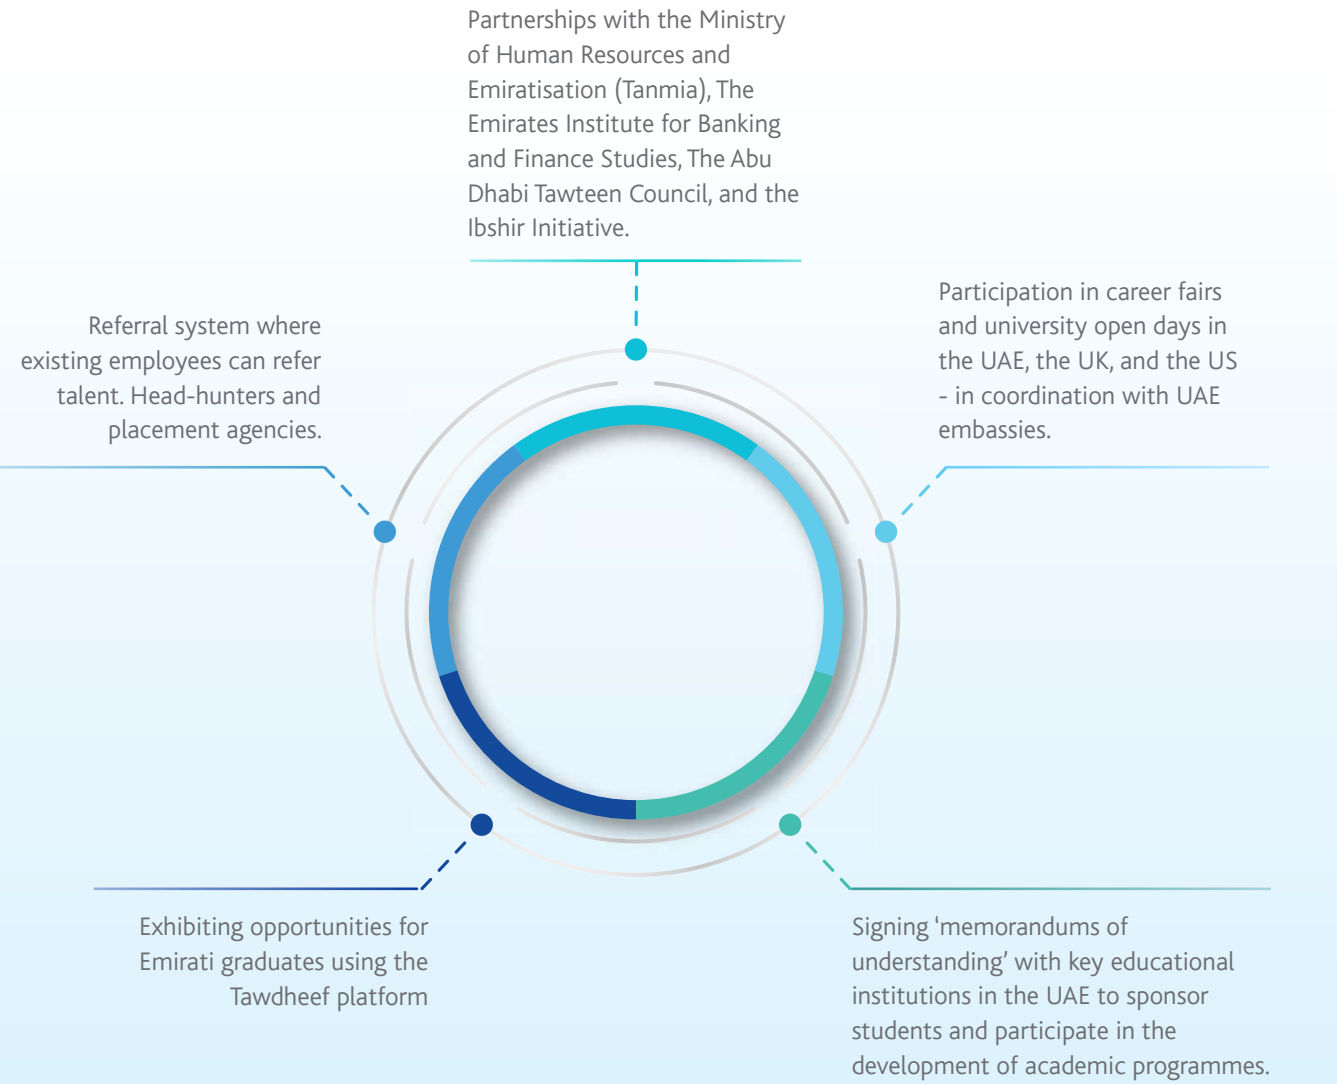 Partnerships with the Ministry
of Human Resources and
Emiratisation (Tanmia), The
Emirates Institute for Banking
and Finance Studies, The Abu
Dhabi Tawteen Council, and the
Ibshir Initiative.
Referral system where
existing employees can refer
talent. Head-hunters and
placement agencies.
Participation in career fairs
and university open days in
the UAE, the UK, and the US
- in coordination with UAE
embassies.
Exhibiting opportunities for
Emirati graduates using the
Tawdheef platform
Signing ‘memorandums of
understanding’ with key educational
institutions in the UAE to sponsor
students and participate in the
development of academic programmes.